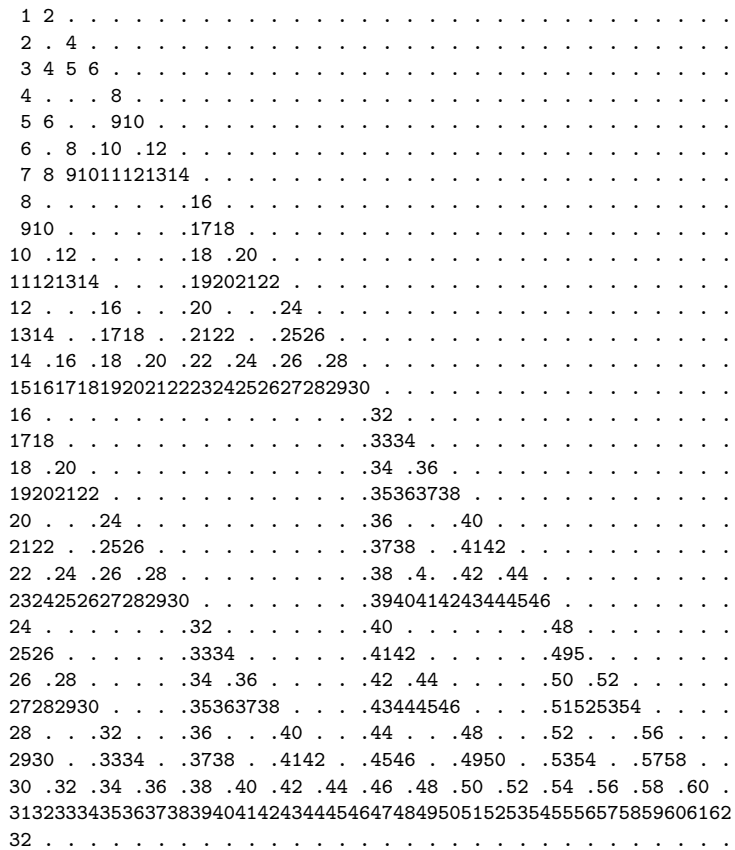 1 2 . . . . . . . . . . . . . . . . . . . . . . . . . . . . . .
2 . 4 . . . . . . . . . . . . . . . . . . . . . . . . . . . . .
3 4 5 6 . . . . . . . . . . . . . . . . . . . . . . . . . . . .
4 . . . 8 . . . . . . . . . . . . . . . . . . . . . . . . . . .
5 6 . . 910 . . . . . . . . . . . . . . . . . . . . . . . . . .
6 . 8 .10 .12 . . . . . . . . . . . . . . . . . . . . . . . . .
7 8 91011121314 . . . . . . . . . . . . . . . . . . . . . . . .
8 . . . . . . .16 . . . . . . . . . . . . . . . . . . . . . . .
910 . . . . . .1718 . . . . . . . . . . . . . . . . . . . . . .
10 .12 . . . . .18 .20 . . . . . . . . . . . . . . . . . . . . .
11121314 . . . .19202122 . . . . . . . . . . . . . . . . . . . .
12 . . .16 . . .20 . . .24 . . . . . . . . . . . . . . . . . . .
1314 . .1718 . .2122 . .2526 . . . . . . . . . . . . . . . . . .
14 .16 .18 .20 .22 .24 .26 .28 . . . . . . . . . . . . . . . . .
15161718192021222324252627282930 . . . . . . . . . . . . . . . .
16 . . . . . . . . . . . . . . .32 . . . . . . . . . . . . . . .
1718 . . . . . . . . . . . . . .3334 . . . . . . . . . . . . . .
18 .20 . . . . . . . . . . . . .34 .36 . . . . . . . . . . . . .
19202122 . . . . . . . . . . . .35363738 . . . . . . . . . . . .
20 . . .24 . . . . . . . . . . .36 . . .40 . . . . . . . . . . .
2122 . .2526 . . . . . . . . . .3738 . .4142 . . . . . . . . . .
22 .24 .26 .28 . . . . . . . . .38 .4. .42 .44 . . . . . . . . .
2324252627282930 . . . . . . . .3940414243444546 . . . . . . . .
24 . . . . . . .32 . . . . . . .40 . . . . . . .48 . . . . . . .
2526 . . . . . .3334 . . . . . .4142 . . . . . .495. . . . . . .
26 .28 . . . . .34 .36 . . . . .42 .44 . . . . .50 .52 . . . . .
27282930 . . . .35363738 . . . .43444546 . . . .51525354 . . . .
28 . . .32 . . .36 . . .40 . . .44 . . .48 . . .52 . . .56 . . .
2930 . .3334 . .3738 . .4142 . .4546 . .4950 . .5354 . .5758 . .
30 .32 .34 .36 .38 .40 .42 .44 .46 .48 .50 .52 .54 .56 .58 .60 .
3132333435363738394041424344454647484950515253545556575859606162
32 . . . . . . . . . . . . . . . . . . . . . . . . . . . . . . .